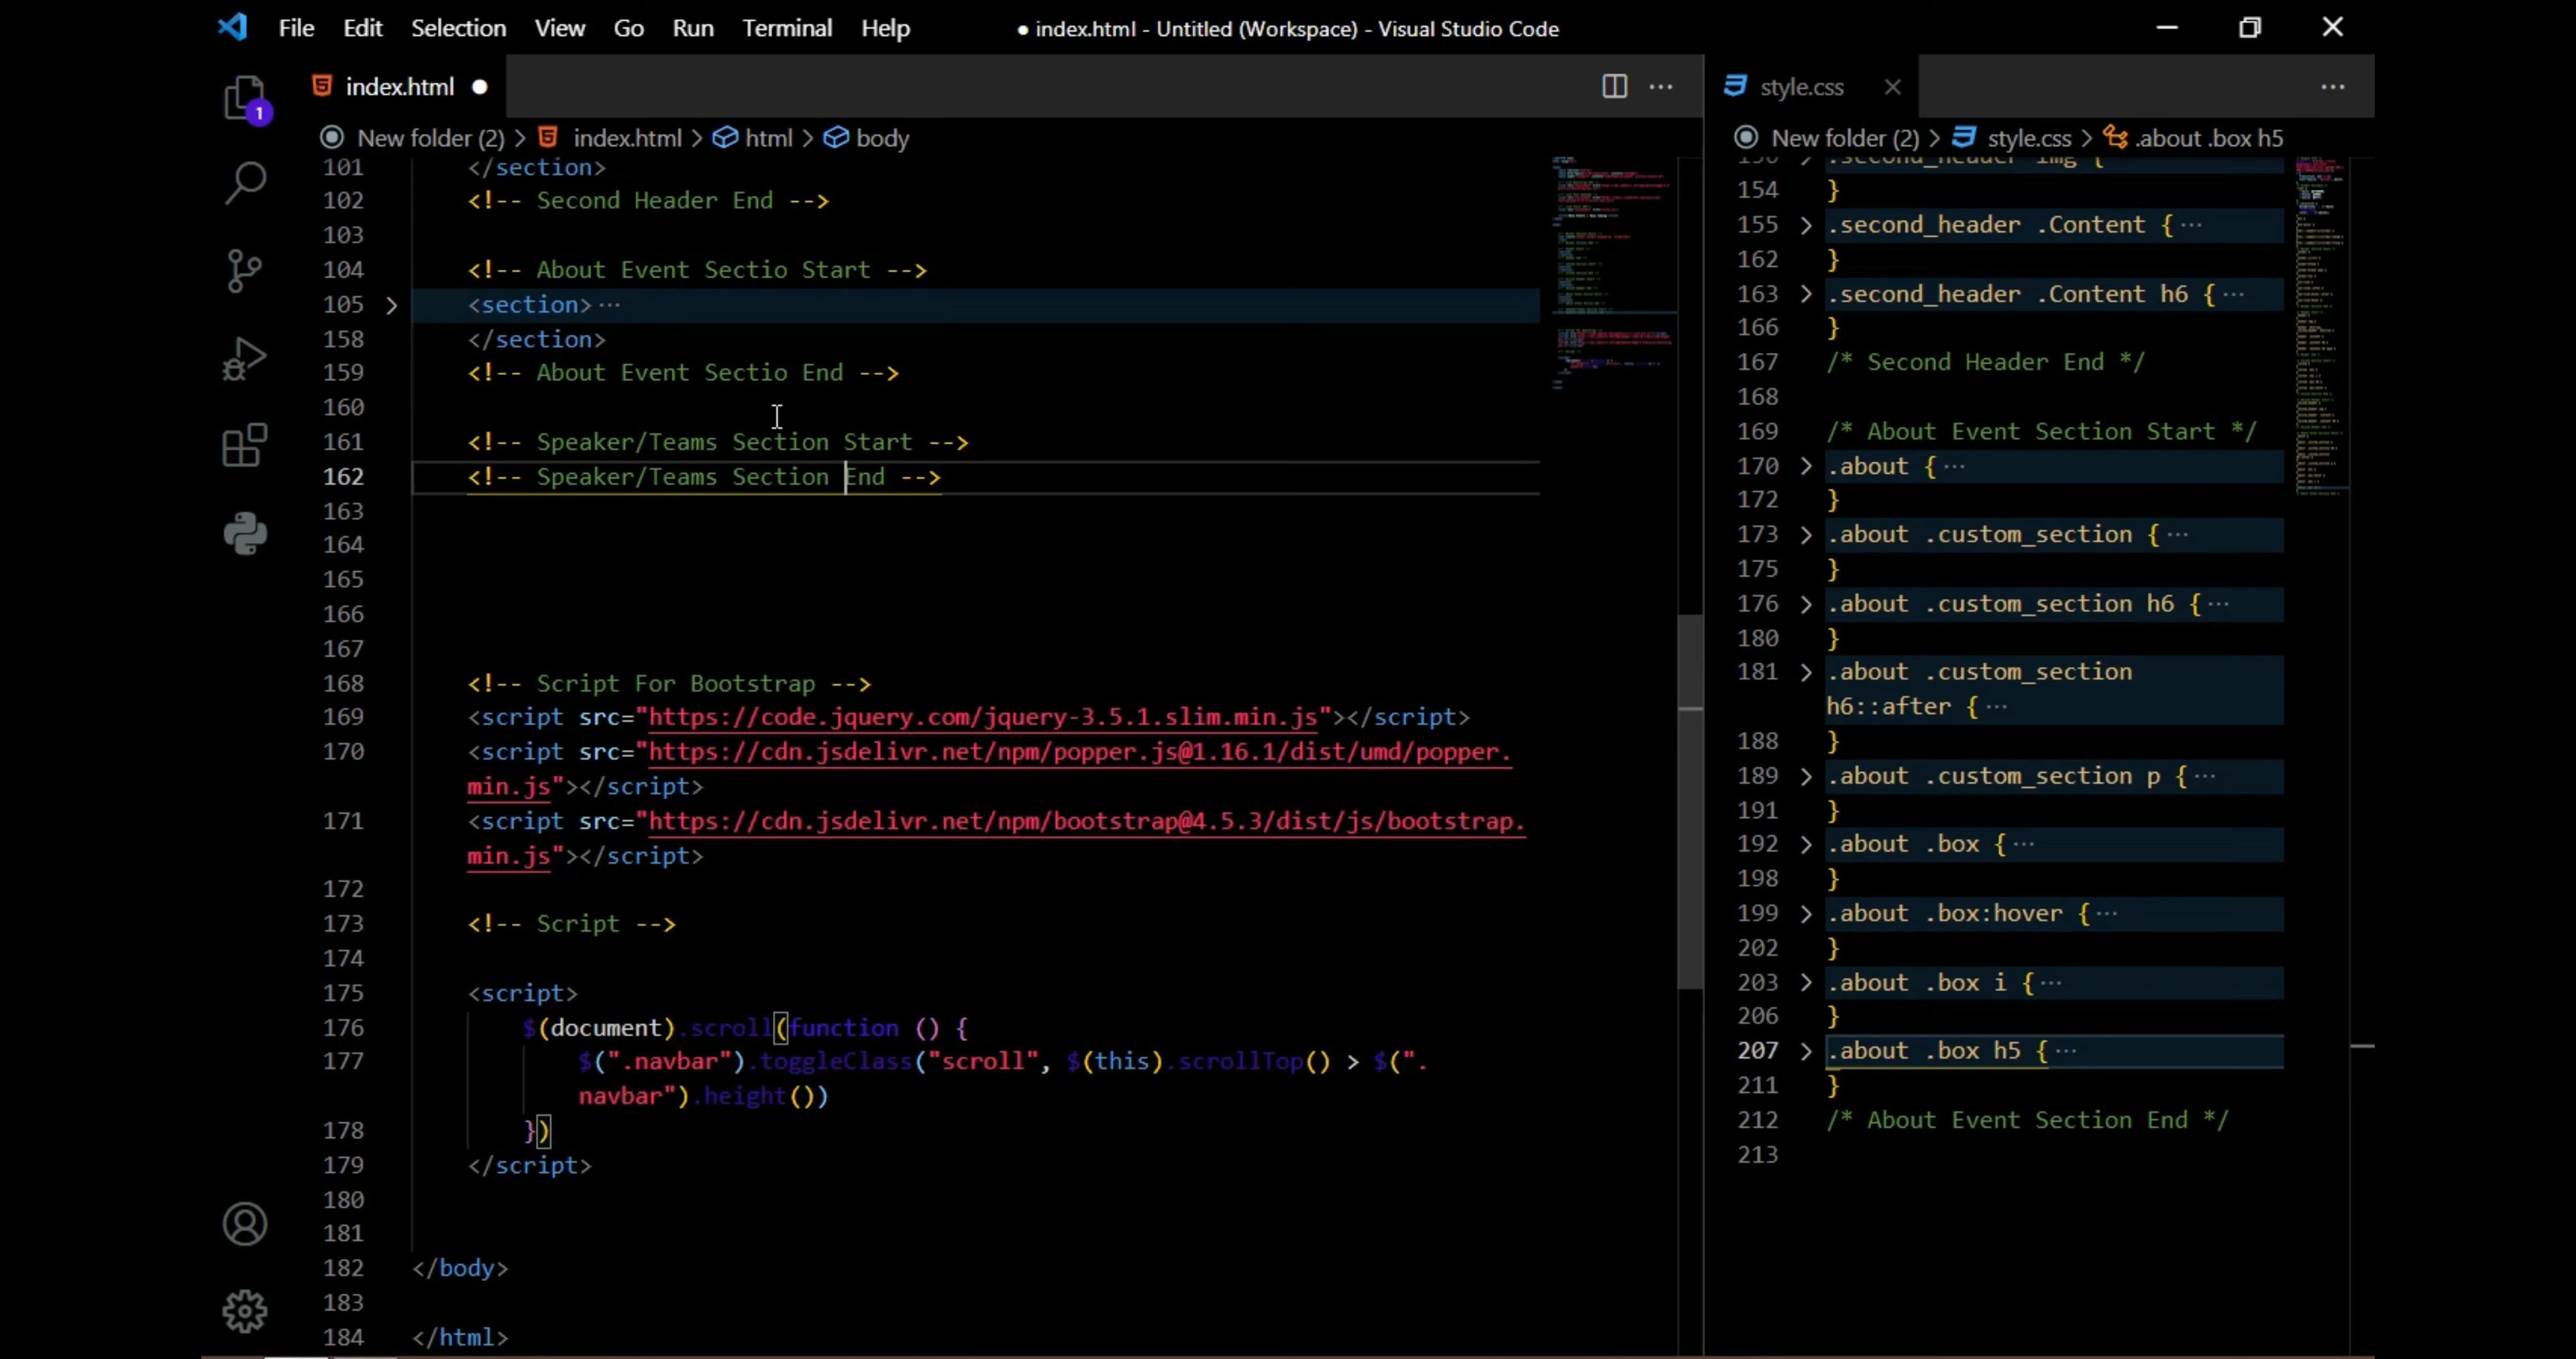 File Edit Selection View Go Run Terminal Help ● index.html - Untitled (Workspace) - Visual Studio Code
index.html ●
New folder (2) > index.html > html > body
101 </section>
102 <!-- Second Header End -->
103
104 <!-- About Event Sectio Start -->
105 <section> ···
158 </section>
159 <!-- About Event Sectio End -->
160
161 <!-- Speaker/Teams Section Start -->
162 <!-- Speaker/Teams Section End -->
163
164
165
166
167
168 <!-- Script For Bootstrap -->
169 <script src="https://code.jquery.com/jquery-3.5.1.slim.min.js"></script>
170 <script src="https://cdn.jsdelivr.net/npm/popper.js@1.16.1/dist/umd/popper.
min.js"></script>
171 <script src="https://cdn.jsdelivr.net/npm/bootstrap@4.5.3/dist/js/bootstrap.
min.js"></script>
172
173 <!-- Script -->
174
175 <script>
176 $(document).scroll(function () {
177 $(".navbar").toggleClass("scroll", $(this).scrollTop() > $(".
navbar").height())
178 })
179 </script>
180
181
182 </body>
183
184 </html>
1
style.css
New folder (2) > style.css > .about .box h5
150 .second_header img {
154 }
155 .second_header .Content { ···
162 }
163 .second_header .Content h6 { ···
166 }
167 /* Second Header End */
168
169 /* About Event Section Start */
170 .about { ···
172 }
173 .about .custom_section { ···
175 }
176 .about .custom_section h6 { ···
180 }
181 .about .custom_section
h6::after { ···
188 }
189 .about .custom_section p { ···
191 }
192 .about .box { ···
198 }
199 .about .box:hover { ···
202 }
203 .about .box i { ···
206 }
207 .about .box h5 { ···
211 }
212 /* About Event Section End */
213